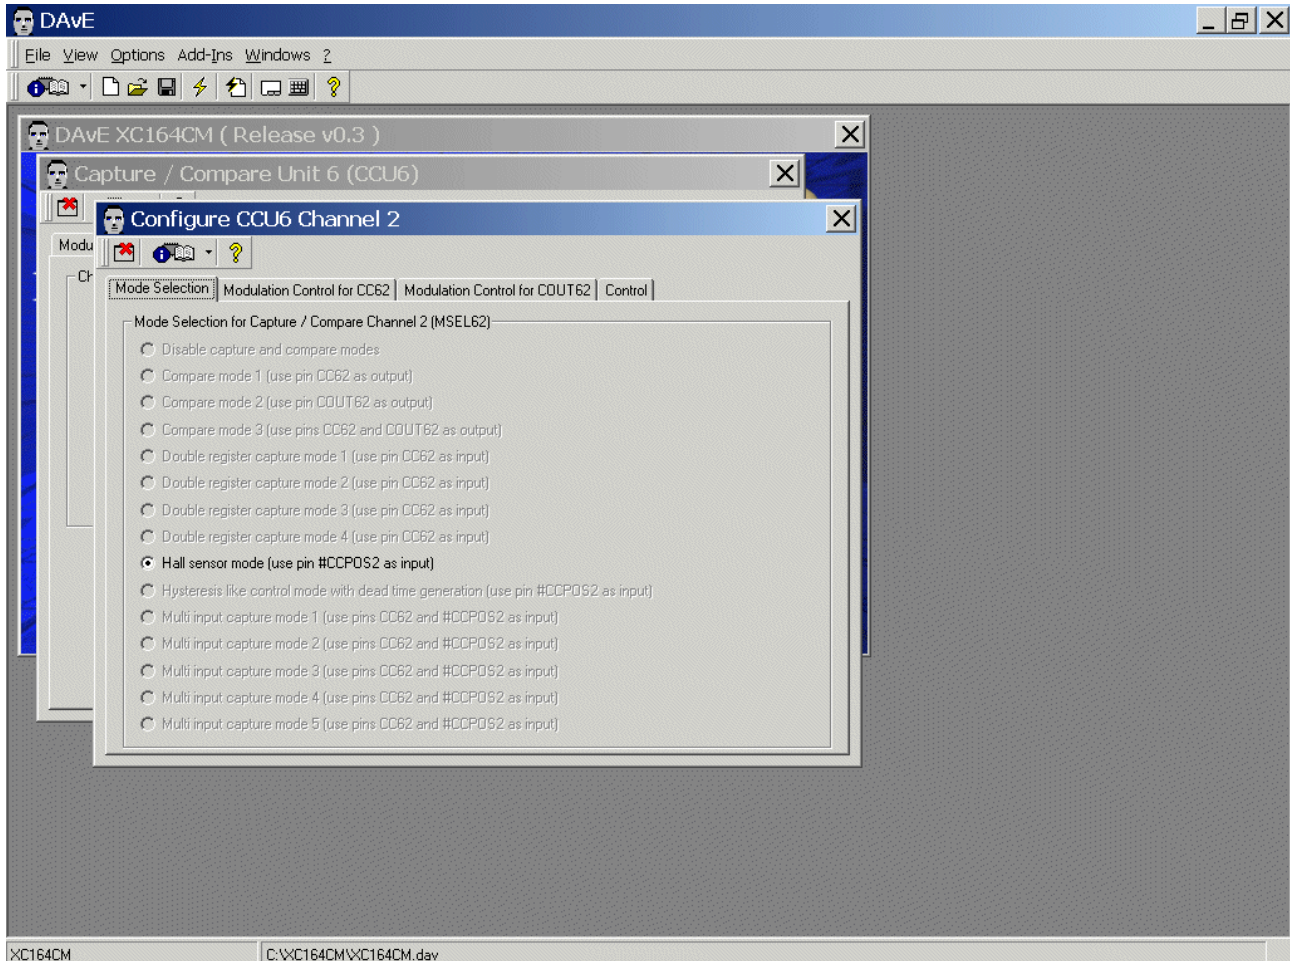 DAvE
File View Options Add-Ins Windows ?
DAvE XC164CM ( Release v0.3 )
Capture / Compare Unit 6 (CCU6)
Configure CCU6 Channel 2
Mode Selection Modulation Control for CC62 Modulation Control for COUT62 Control
Mode Selection for Capture / Compare Channel 2 (MSEL62)
Disable capture and compare modes
Compare mode 1 (use pin CC62 as output)
Compare mode 2 (use pin COUT62 as output)
Compare mode 3 (use pins CC62 and COUT62 as output)
Double register capture mode 1 (use pin CC62 as input)
Double register capture mode 2 (use pin CC62 as input)
Double register capture mode 3 (use pin CC62 as input)
Double register capture mode 4 (use pin CC62 as input)
Hall sensor mode (use pin #CCPOS2 as input)
Hysteresis like control mode with dead time generation (use pin #CCPOS2 as input)
Multi input capture mode 1 (use pins CC62 and #CCPOS2 as input)
Multi input capture mode 2 (use pins CC62 and #CCPOS2 as input)
Multi input capture mode 3 (use pins CC62 and #CCPOS2 as input)
Multi input capture mode 4 (use pins CC62 and #CCPOS2 as input)
Multi input capture mode 5 (use pins CC62 and #CCPOS2 as input)
XC164CM C:\XC164CM\XC164CM.dav